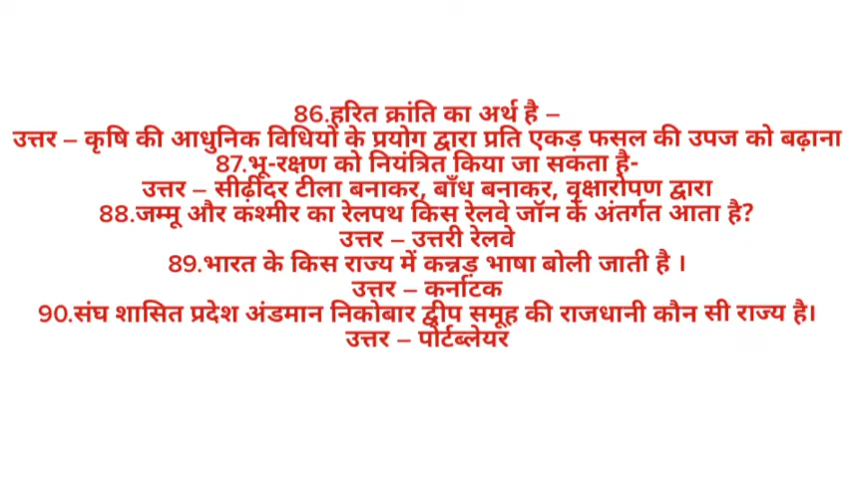 86.हरित क्रांति का अर्थ है –
उत्तर – कृषि की आधुनिक विधियों के प्रयोग द्वारा प्रति एकड़ फसल की उपज को बढ़ाना
87.भू-रक्षण को नियंत्रित किया जा सकता है-
उत्तर – सीढ़ींदर टीला बनाकर, बाँध बनाकर, वृक्षारोपण द्वारा
88.जम्मू और कश्मीर का रेलपथ किस रेलवे जॉन के अंतर्गत आता है?
उत्तर – उत्तरी रेलवे
89.भारत के किस राज्य में कन्नड़ भाषा बोली जाती है ।
उत्तर – कर्नाटक
90.संघ शासित प्रदेश अंडमान निकोबार द्वीप समूह की राजधानी कौन सी राज्य है।
उत्तर – पोर्टब्लेयर